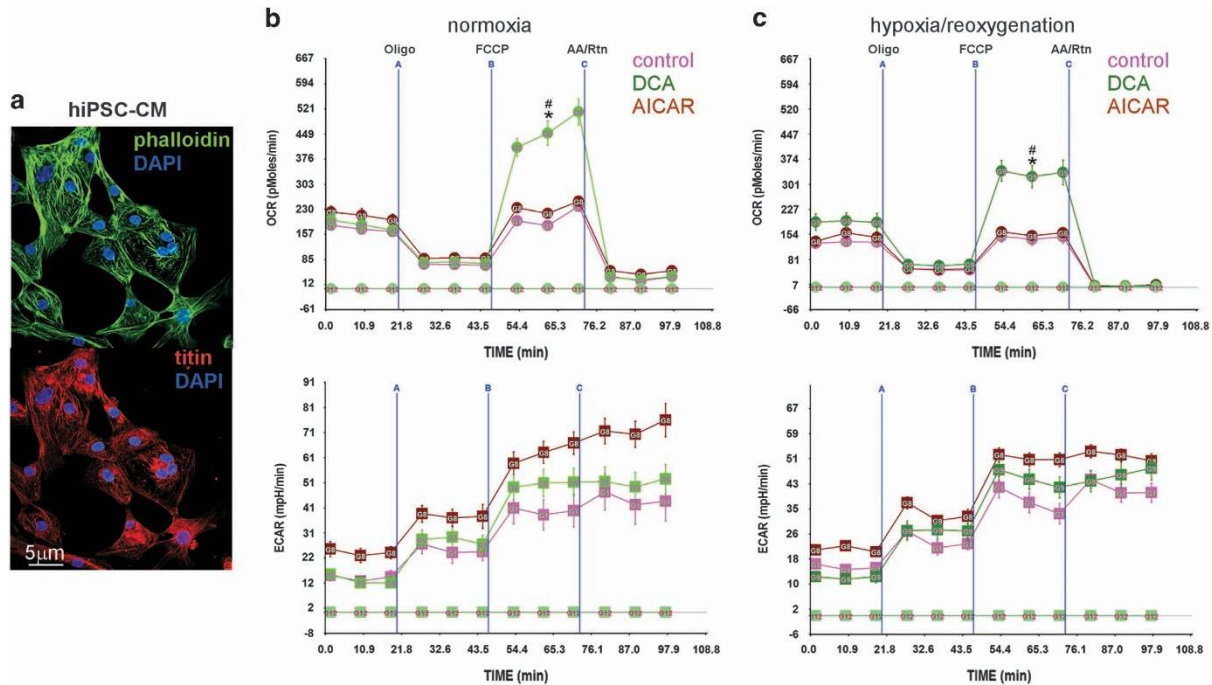 a
hiPSC-CM
phalloidin
DAPI
titin
DAPI
5μm
b
normoxia
Oligo FCCP AA/Rtn
A B C
control
DCA
AICAR
# 
*
OCR (pMoles/min)
667
594
521
449
376
303
230
157
85
12
-61
0.0 10.9 21.8 32.6 43.5 54.4 65.3 76.2 87.0 97.9 108.8
TIME (min)
A B C
ECAR (mpH/min)
91
81
71
61
51
41
31
22
12
2
-8
0.0 10.9 21.8 32.6 43.5 54.4 65.3 76.1 87.0 97.9 108.8
TIME (min)
c
hypoxia/reoxygenation
Oligo FCCP AA/Rtn
A B C
control
DCA
AICAR
#
*
OCR (pMoles/min)
667
594
520
447
374
301
227
154
81
7
-66
0.0 10.9 21.8 32.6 43.5 54.4 65.3 76.2 87.0 97.9 108.8
TIME (min)
A B C
ECAR (mpH/min)
67
59
51
43
35
26
18
10
2
-6
0.0 10.9 21.8 32.6 43.5 54.4 65.3 76.1 87.0 97.9 108.8
TIME (min)